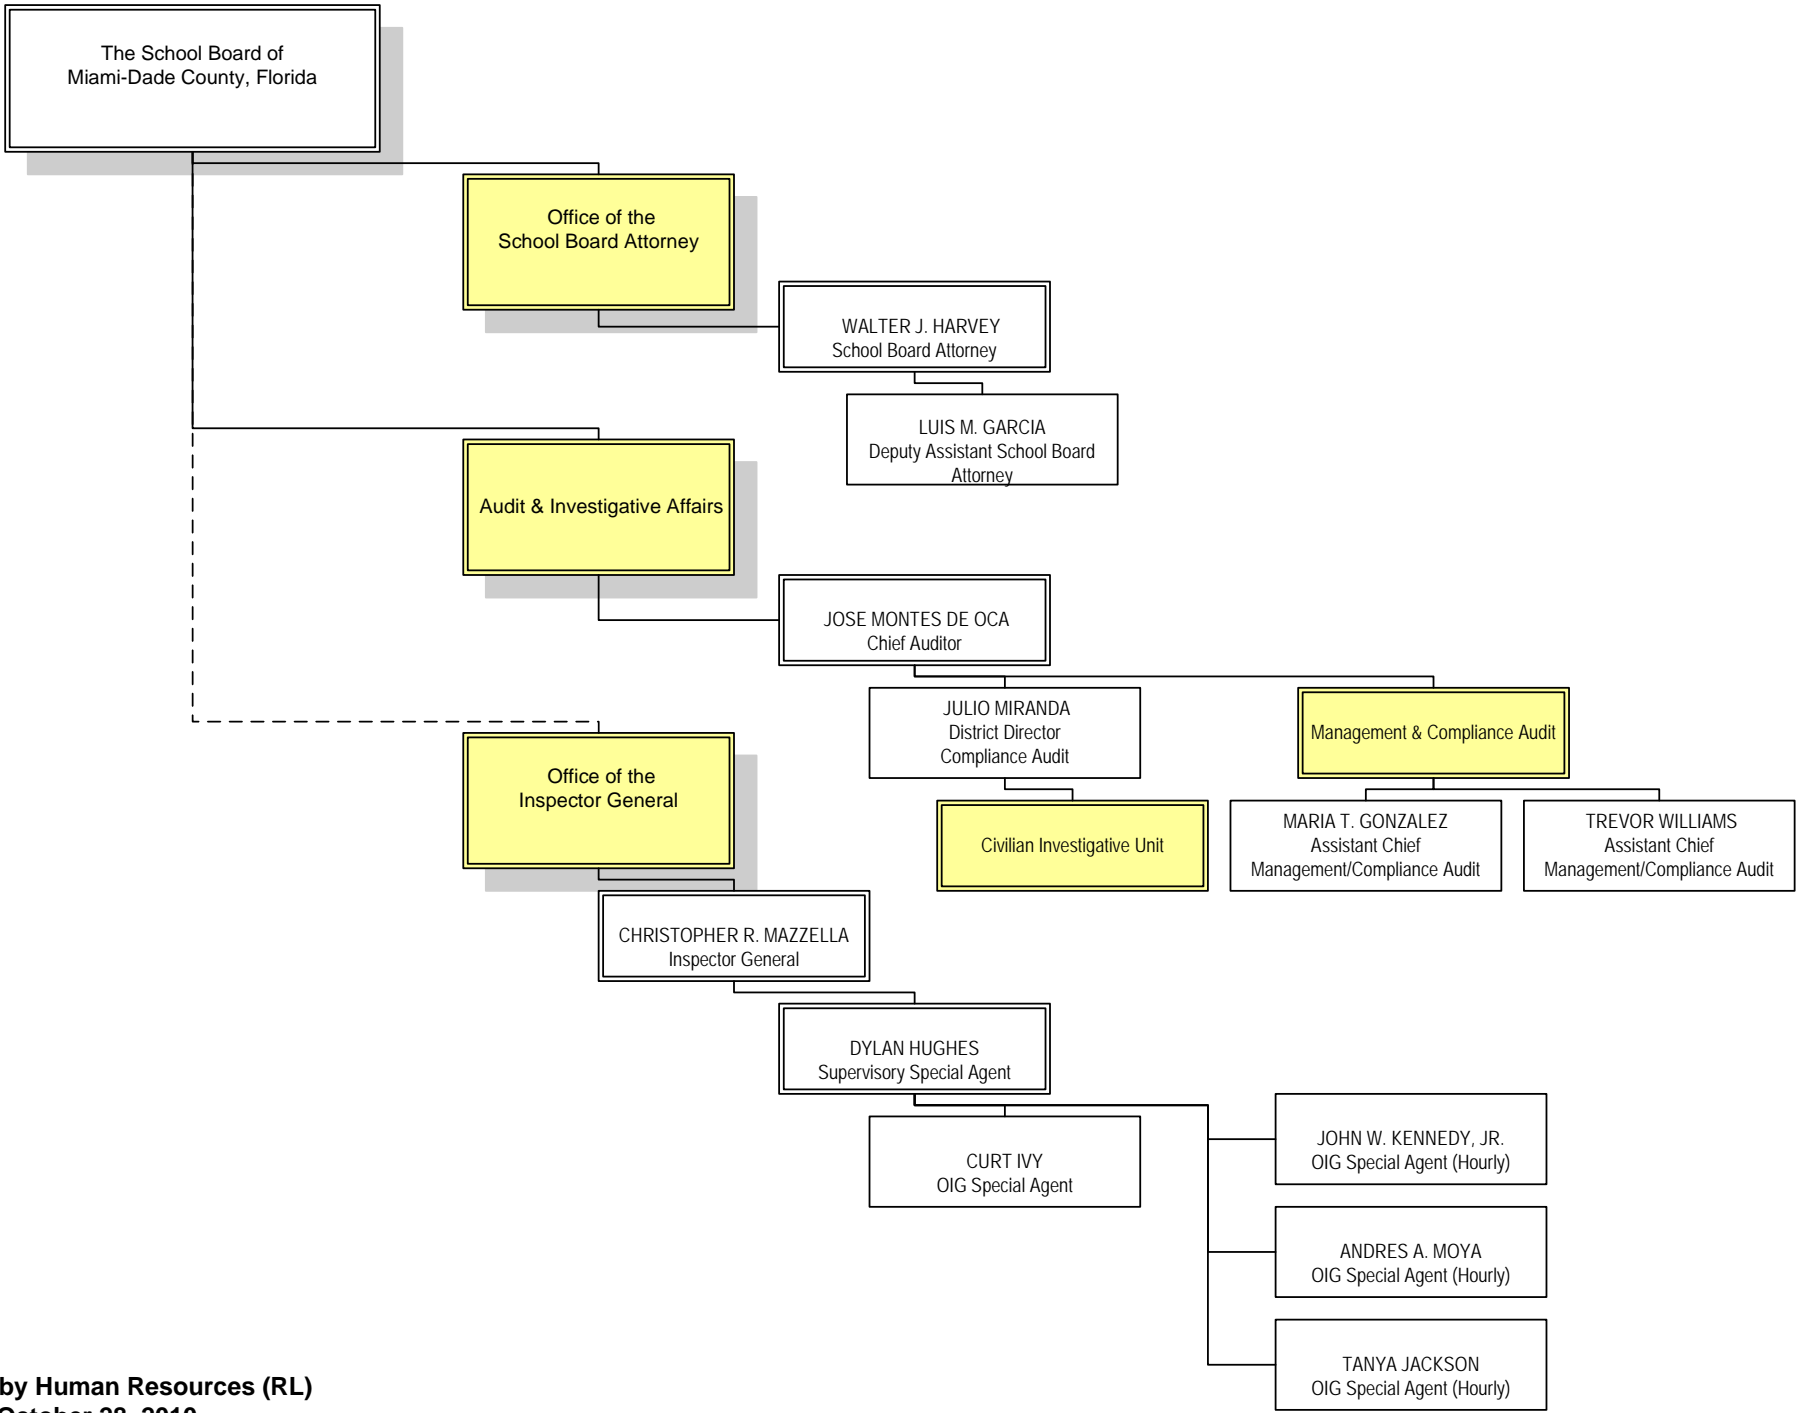 The School Board of
Miami-Dade County, Florida
Office of the
School Board Attorney
WALTER J. HARVEY
School Board Attorney
LUIS M. GARCIA
Deputy Assistant School Board
Attorney
Audit & Investigative Affairs
JOSE MONTES DE OCA
Chief Auditor
JULIO MIRANDA
District Director
Compliance Audit
Management & Compliance Audit
Civilian Investigative Unit
MARIA T. GONZALEZ
Assistant Chief
Management/Compliance Audit
TREVOR WILLIAMS
Assistant Chief
Management/Compliance Audit
Office of the
Inspector General
CHRISTOPHER R. MAZZELLA
Inspector General
DYLAN HUGHES
Supervisory Special Agent
CURT IVY
OIG Special Agent
JOHN W. KENNEDY, JR.
OIG Special Agent (Hourly)
ANDRES A. MOYA
OIG Special Agent (Hourly)
TANYA JACKSON
OIG Special Agent (Hourly)
by Human Resources (RL)
October 28, 2010